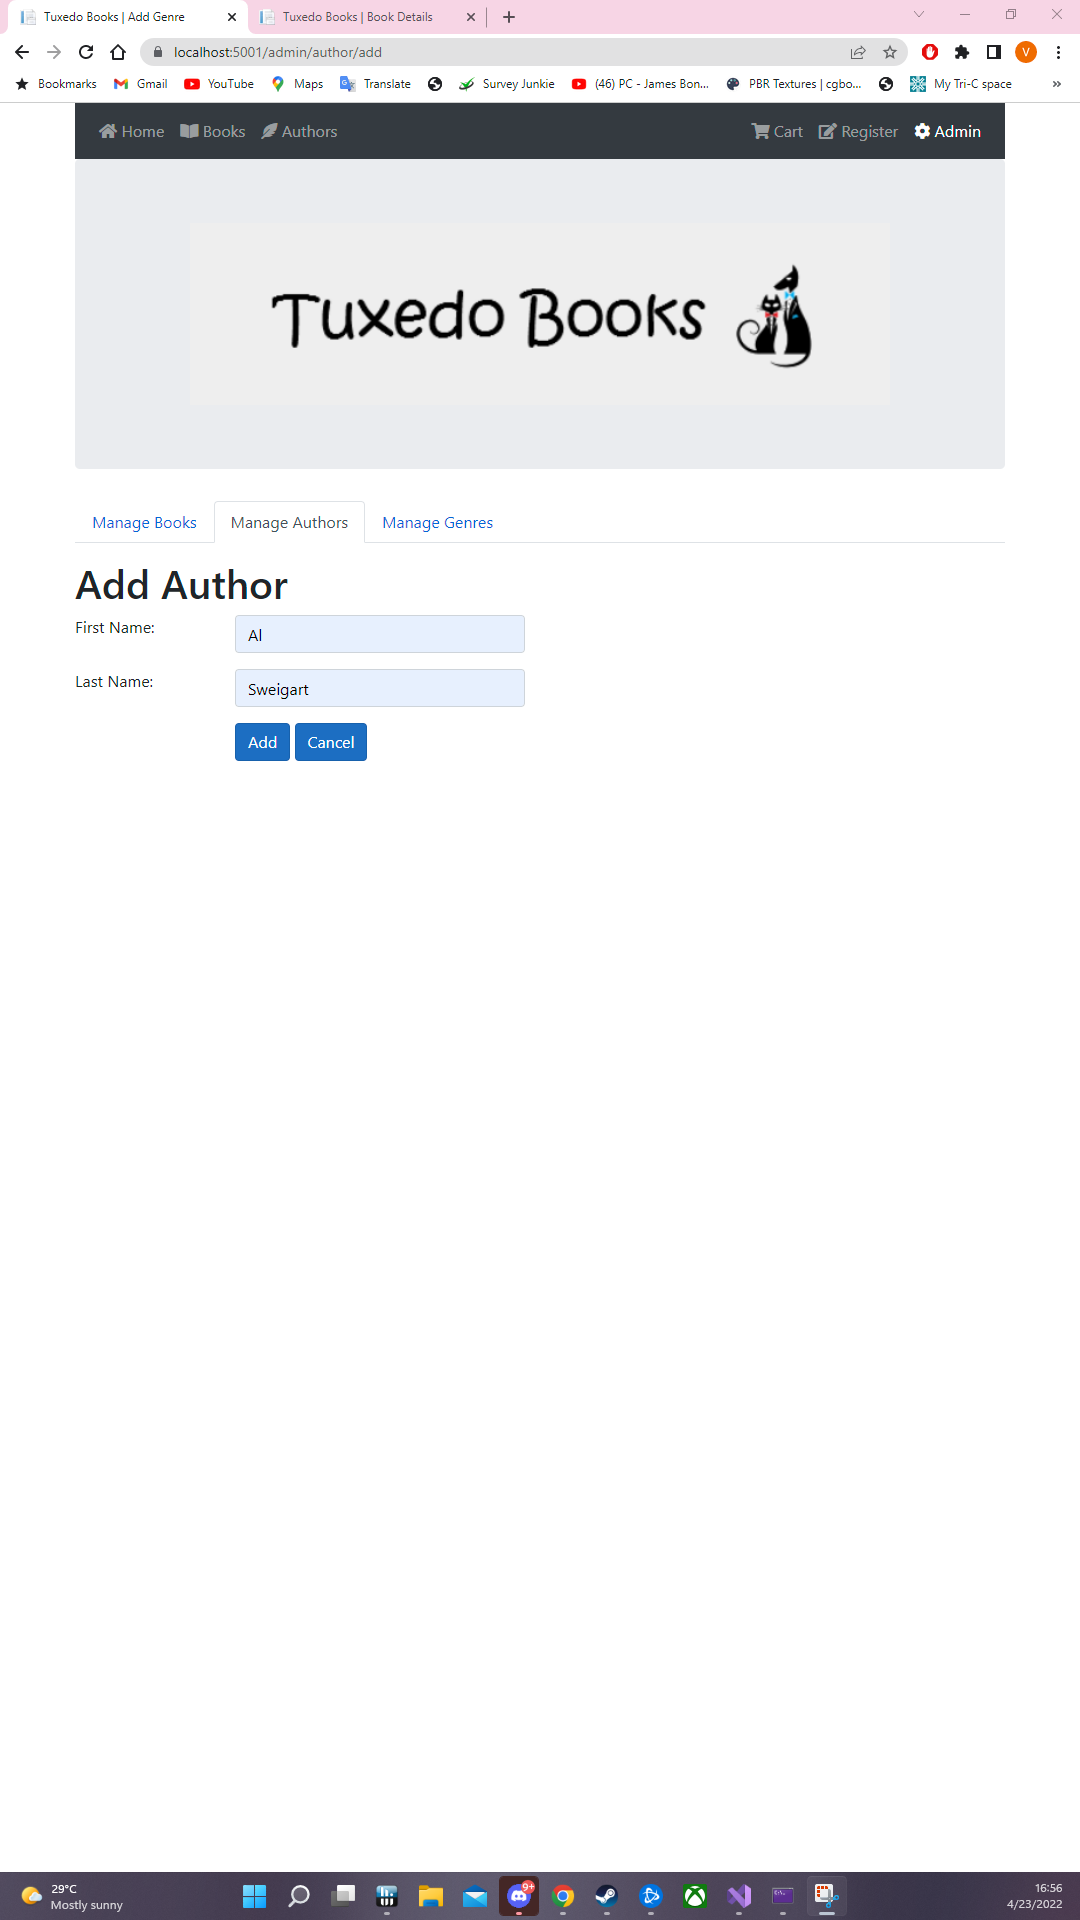 Tuxedo Books | Add Genre
Tuxedo Books | Book Details
localhost:5001/admin/author/add
V
Bookmarks Gmail YouTube Maps Translate Survey Junkie (46) PC - James Bon... PBR Textures | cgbo... My Tri-C space »
Home Books Authors Cart Register Admin
Tuxedo Books
Manage Books Manage Authors Manage Genres
Add Author
First Name: Al
Last Name: Sweigart
Add Cancel
29°C
Mostly sunny
9+
16:56
4/23/2022